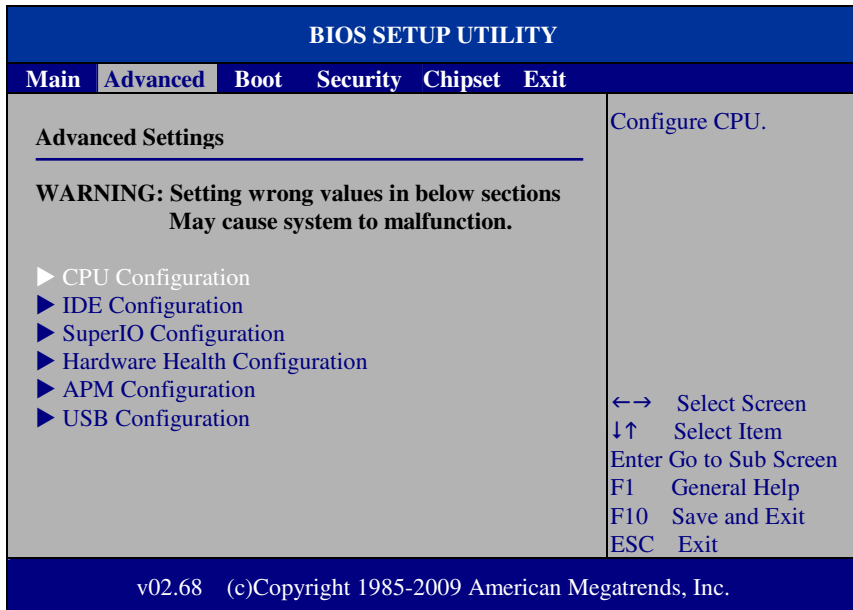 BIOS SETUP UTILITY
Main Advanced Boot Security Chipset Exit
Advanced Settings
WARNING: Setting wrong values in below sections
May cause system to malfunction.
▶ CPU Configuration
▶ IDE Configuration
▶ SuperIO Configuration
▶ Hardware Health Configuration
▶ APM Configuration
▶ USB Configuration
Configure CPU.
←→ Select Screen
↓↑ Select Item
Enter Go to Sub Screen
F1 General Help
F10 Save and Exit
ESC Exit
v02.68 (c)Copyright 1985-2009 American Megatrends, Inc.